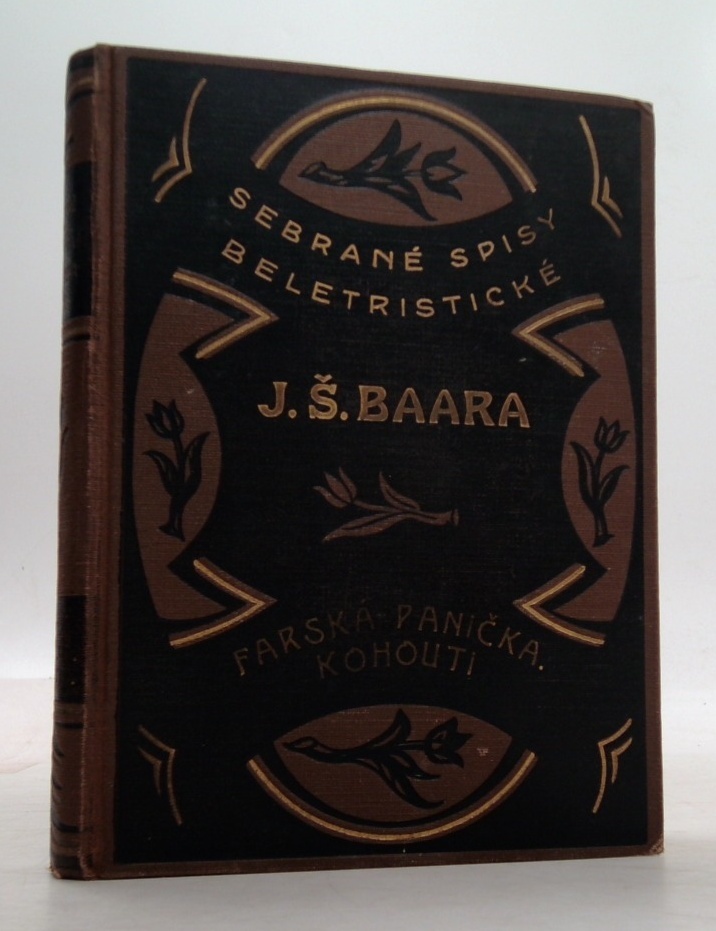 SEBRANÉ SPISY
BELETRISTICKÉ
J.Š.BAARA
FARSKÁ PANIČKA.
KOHOUTI